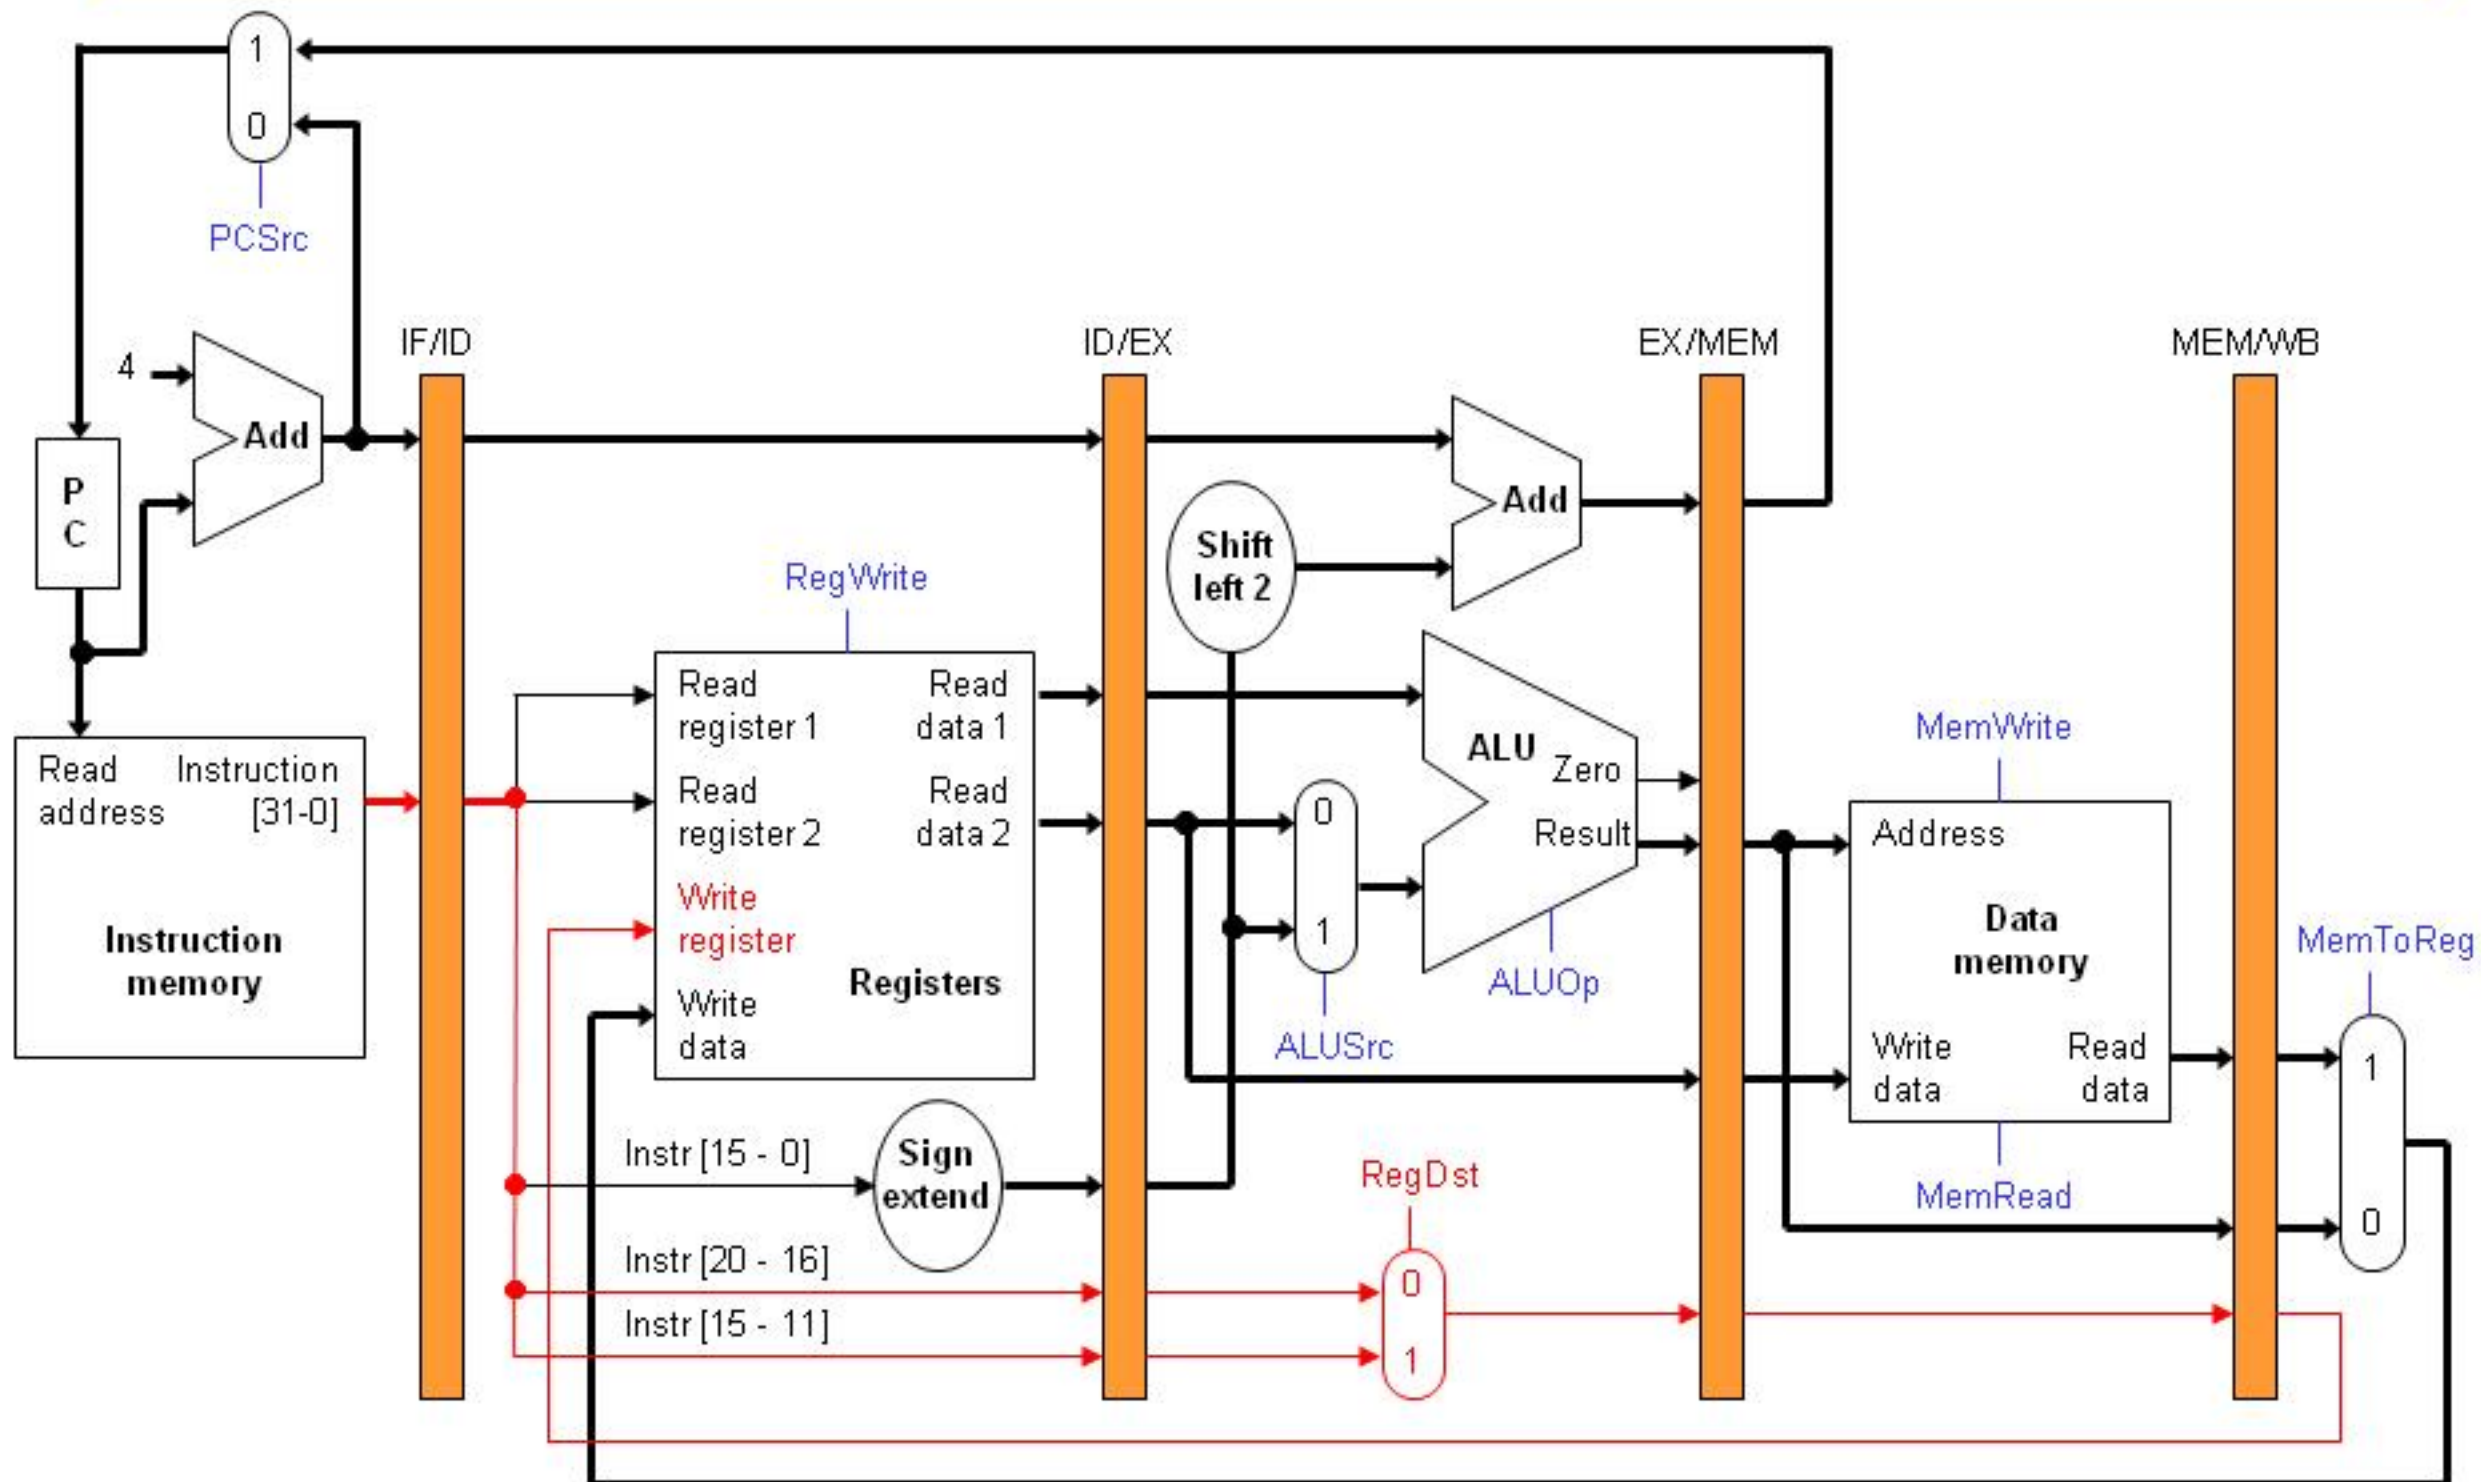 1
0
PCSrc
4
Add
P
C
IF/ID
ID/EX
EX/MEM
MEM/WB
Add
Shift
left 2
RegWrite
Read
register 1
Read
data 1
Read
register 2
Read
data 2
Write
register
Write
data
Registers
Read
address
Instruction
[31-0]
Instruction
memory
ALU
Zero
Result
ALUOp
0
1
ALUSrc
MemWrite
Address
Data
memory
Write
data
Read
data
MemRead
MemToReg
1
0
Instr [15 - 0]
Sign
extend
Instr [20 - 16]
Instr [15 - 11]
RegDst
0
1